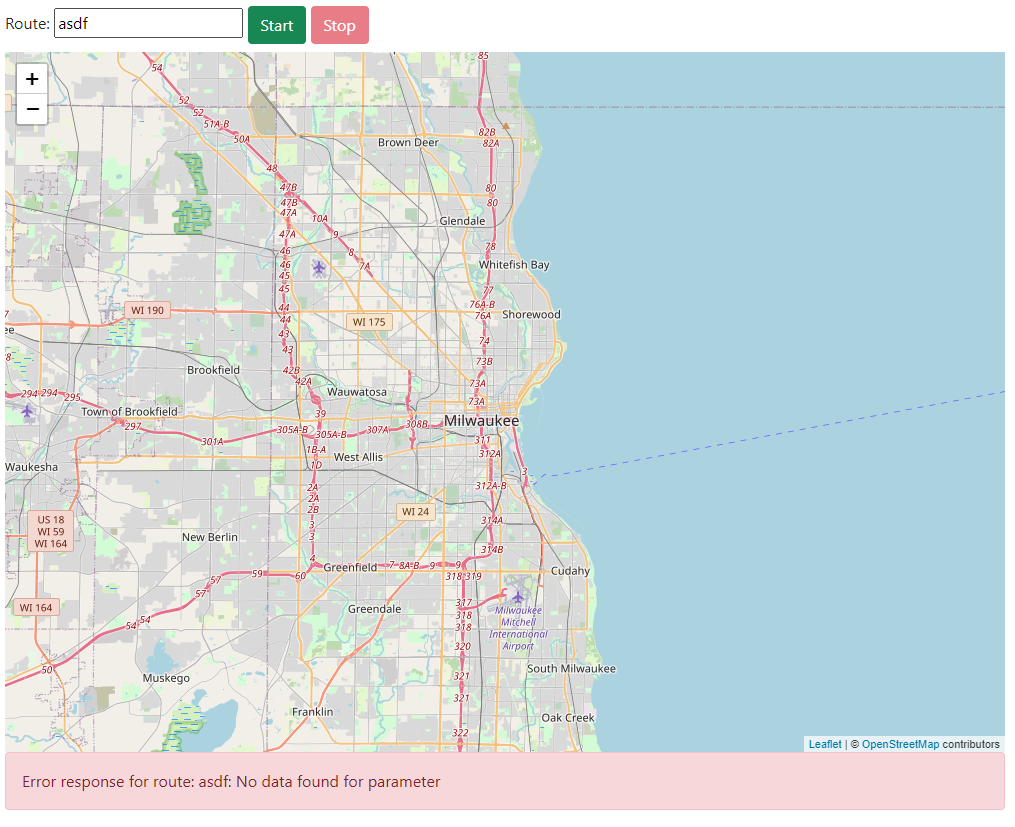 Route: asdf Start Stop
+
−
54
85
52
52
51A-B
50A
82B
82A
Brown Deer
48
47B
80
47B
80
47A
10A
Glendale
47A
9
78
46
8
46
7A
Whitefish Bay
45
45
77
44
76A-B
WI 190
76A
Shorewood
44
WI 175
43
74
43
73B
42B
Brookfield
42A
73A
Wauwatosa
294 294 295
73A
39
Town of Brookfield
297
308B
Milwaukee
305A-B
305A-B
307A
301A
311
1B-A
312A
West Allis
1D
Waukesha
3
2A
312A-B
2A
2B
WI 24
US 18
WI 59
WI 164
3
314A
3
New Berlin
314B
4
Greenfield
7-8A-B
9
9
Cudahy
59
60
318-319
57
57
WI 164
Greendale
317
318
318
Milwaukee
Mitchell
International
Airport
54
54
320
50
South Milwaukee
321
Muskego
321
Franklin
Oak Creek
322
Leaflet | © OpenStreetMap contributors
Error response for route: asdf: No data found for parameter